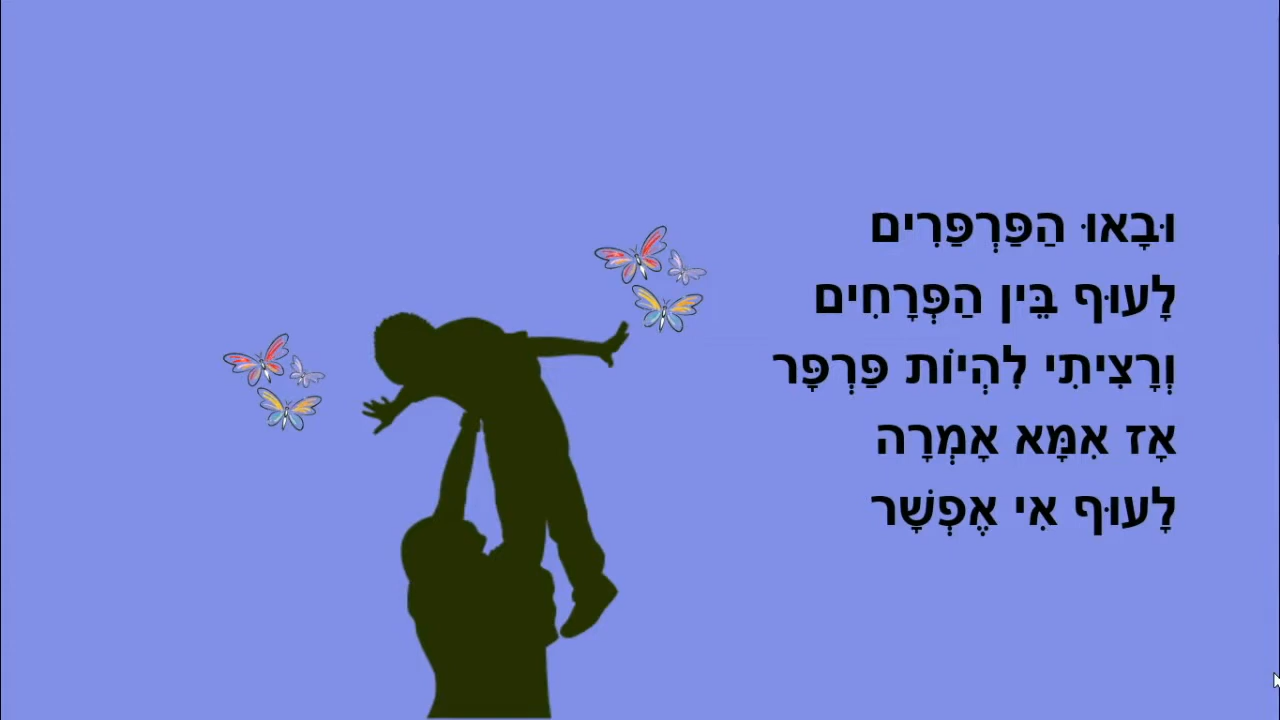 וּבָאוּ הַפַּרְפַּרִים
לָעוּף בֵּין הַפְּרָחִים
וְרָצִיתִי לִהְיוֹת פַּרְפָּר
אָז אִמָּא אָמְרָה
לָעוּף אִי אֶפְשָׁר